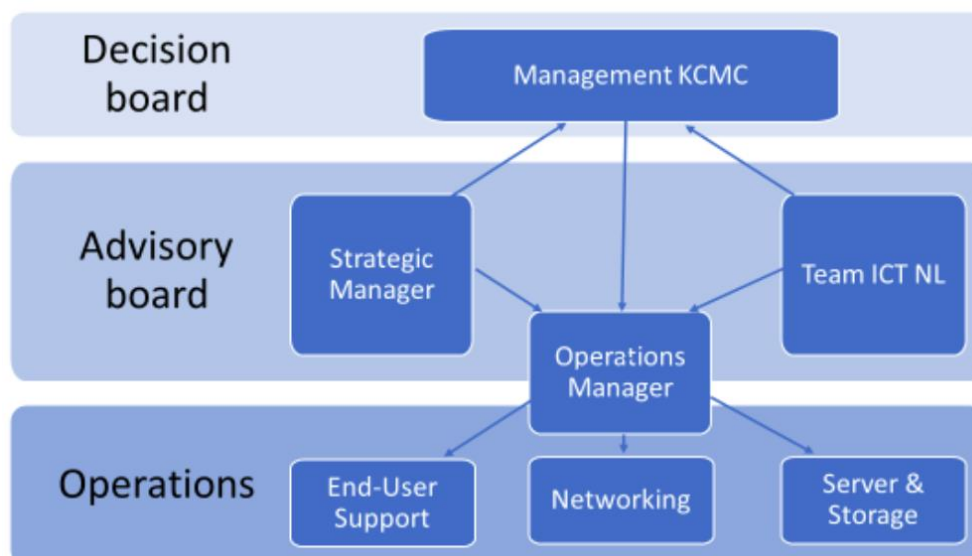 Decision
board
Management KCMC
Advisory
board
Strategic
Manager
Team ICT NL
Operations
Manager
Operations
End-User
Support
Networking
Server &
Storage